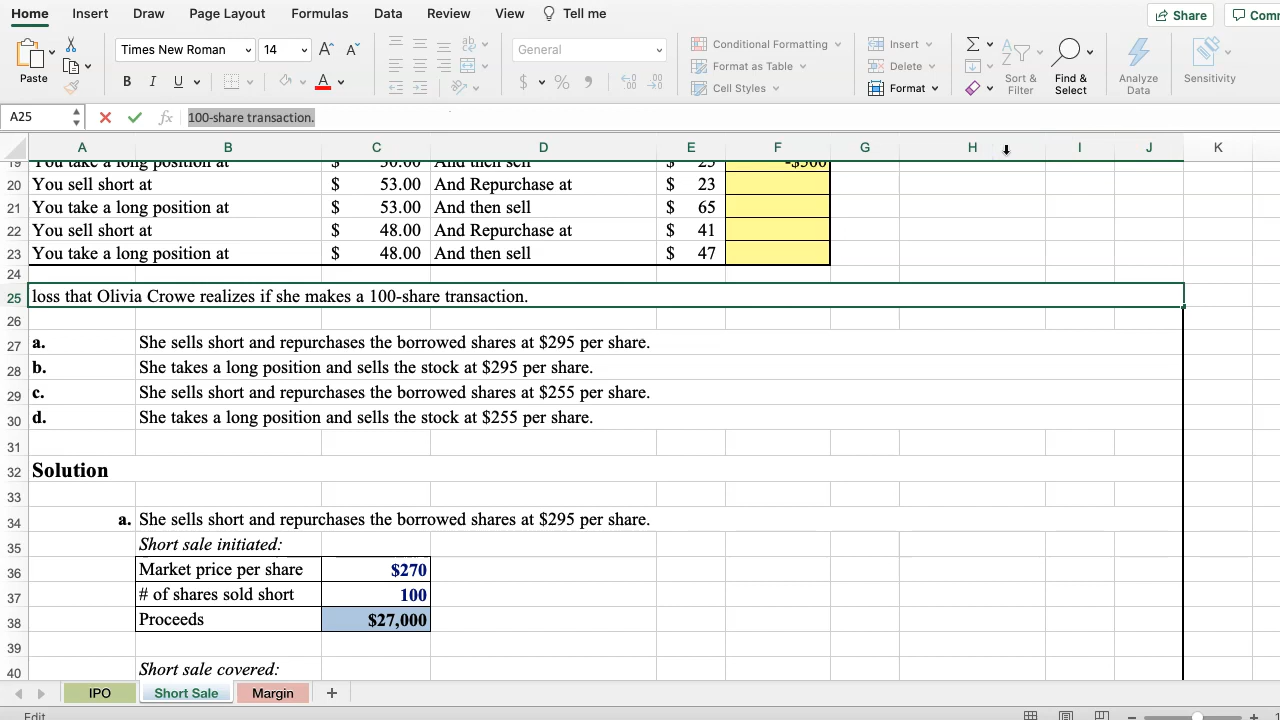 Home Insert Draw Page Layout Formulas Data Review View Tell me Share Comm
Times New Roman 14 A^ A˅ ab General Conditional Formatting Insert Σ
Paste Format as Table Delete Sort & Filter Find & Select Analyze Data Sensitivity
B I U A $ % Cell Styles Format
A25 fx 100-share transaction.
A B C D E F G H I J K
19 You take a long position at $ 50.00 And then sell $ 25 -$500
20 You sell short at $ 53.00 And Repurchase at $ 23
21 You take a long position at $ 53.00 And then sell $ 65
22 You sell short at $ 48.00 And Repurchase at $ 41
23 You take a long position at $ 48.00 And then sell $ 47
24
25 loss that Olivia Crowe realizes if she makes a 100-share transaction.
26
27 a. She sells short and repurchases the borrowed shares at $295 per share.
28 b. She takes a long position and sells the stock at $295 per share.
29 c. She sells short and repurchases the borrowed shares at $255 per share.
30 d. She takes a long position and sells the stock at $255 per share.
31
32 Solution
33
34 a. She sells short and repurchases the borrowed shares at $295 per share.
35 Short sale initiated:
36 Market price per share $270
37 # of shares sold short 100
38 Proceeds $27,000
39
40 Short sale covered:
IPO Short Sale Margin +
Edit